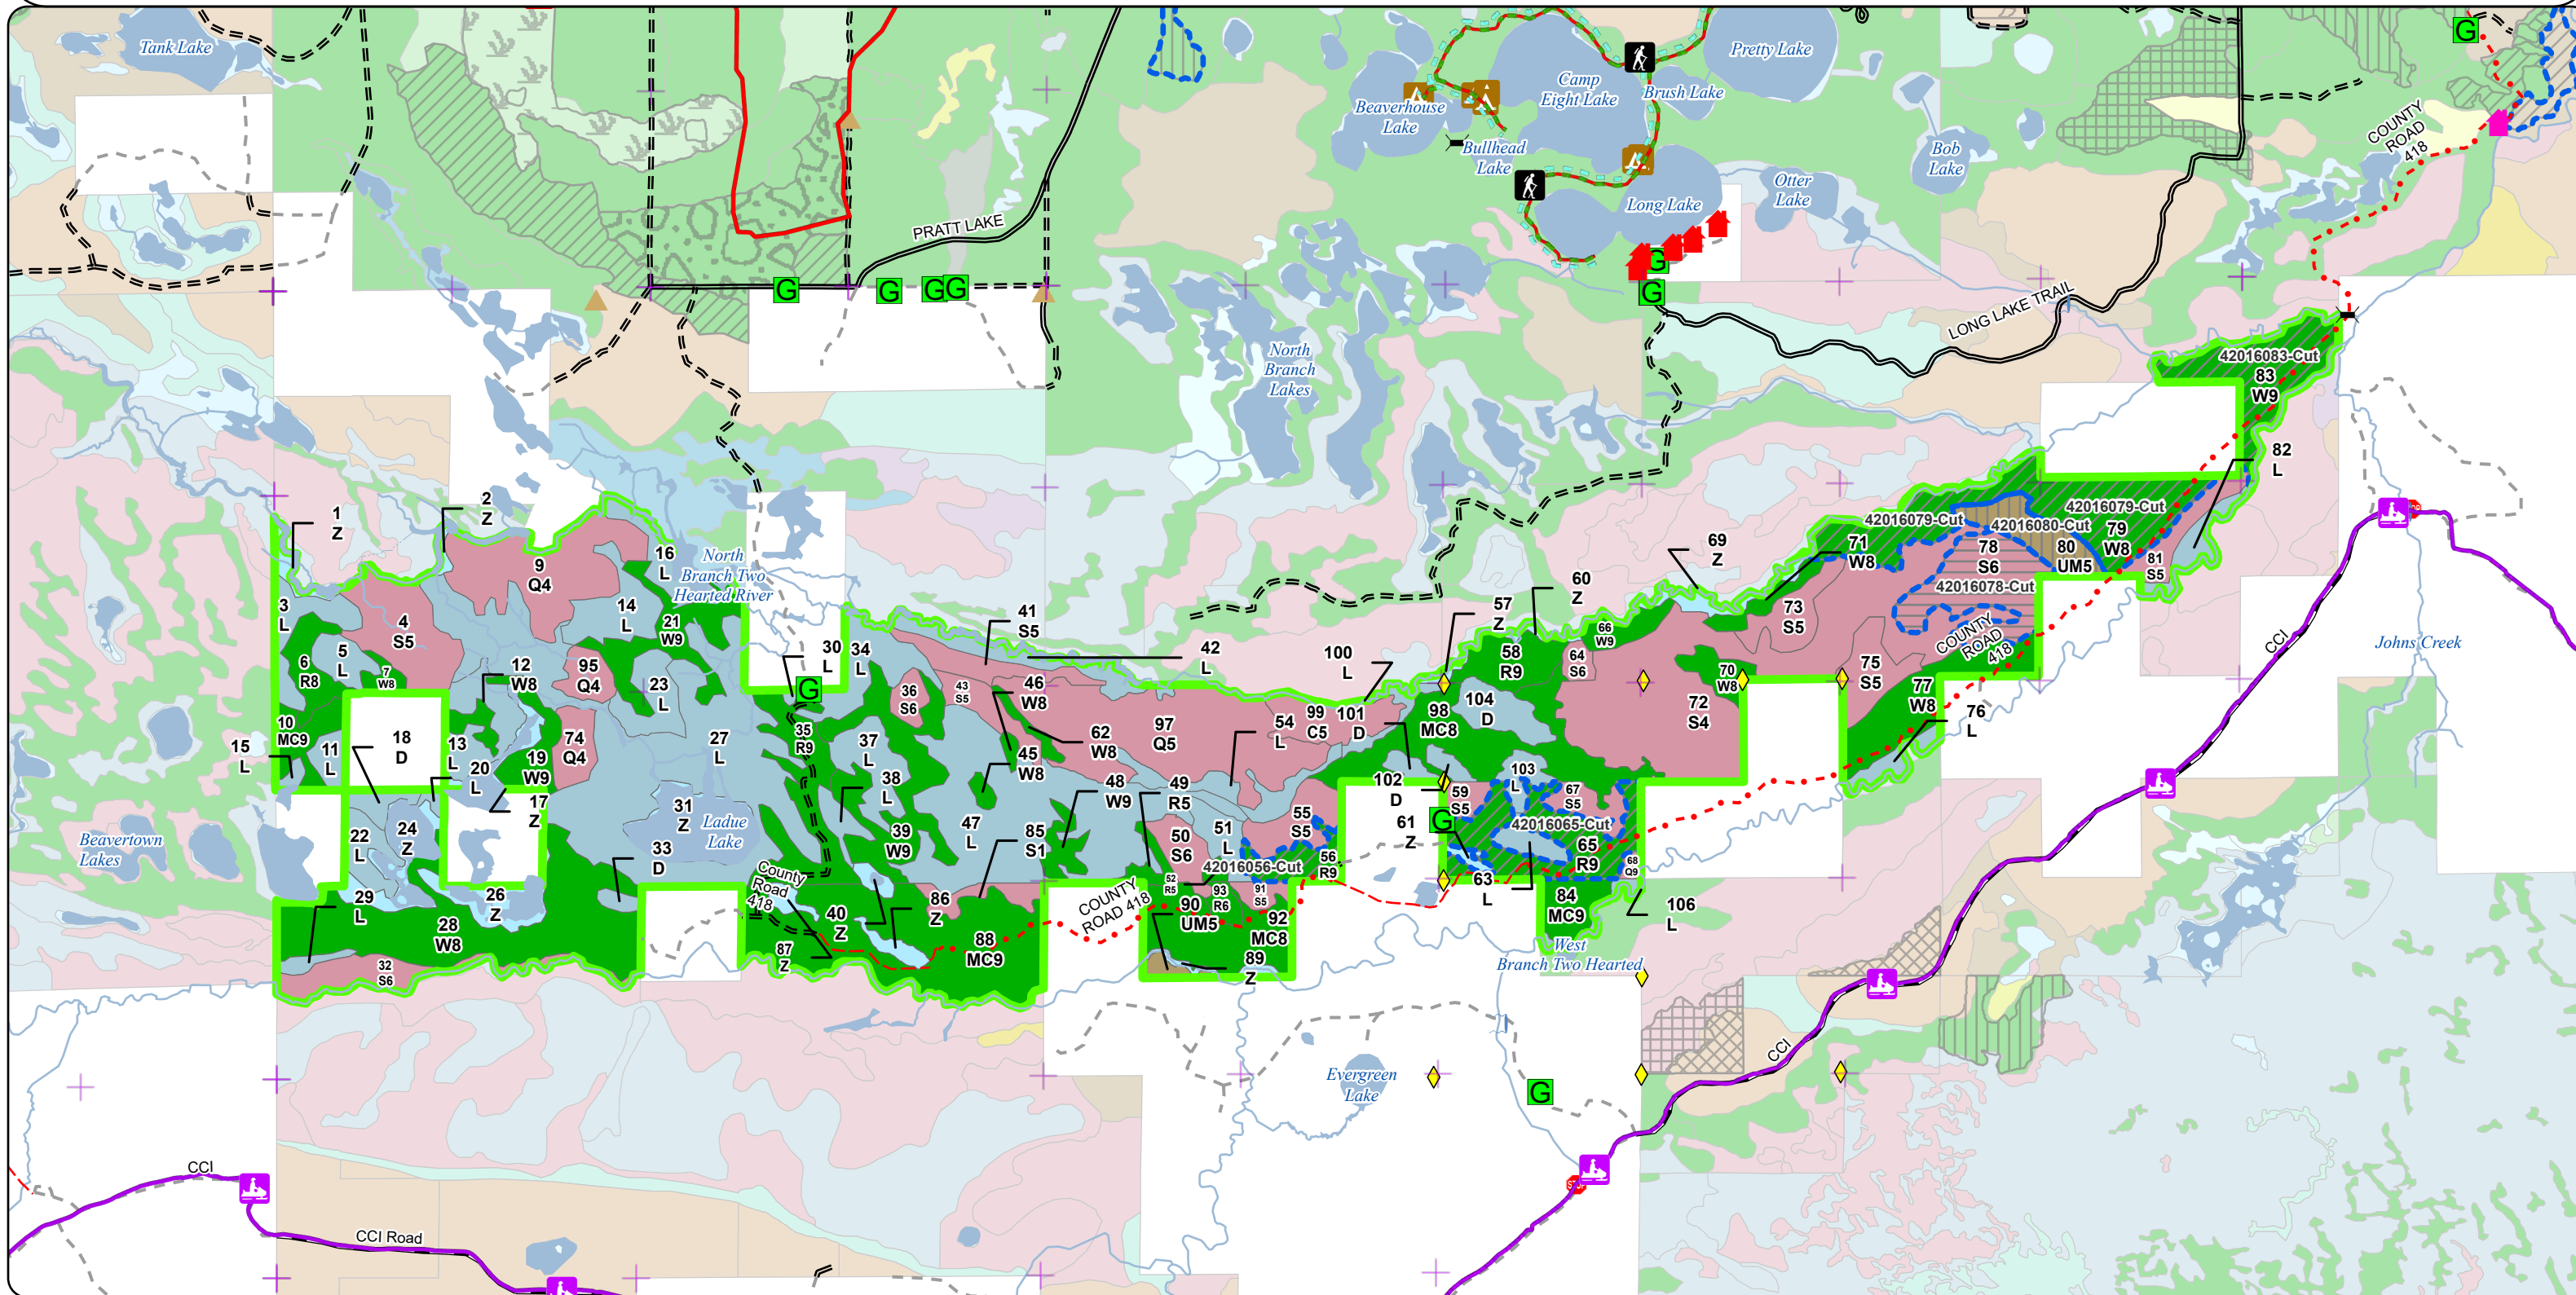 Tank Lake
Pretty Lake
Camp
Eight Lake
Brush Lake
Beaverhouse
Lake
Bullhead
Lake
Bob
Lake
COUNTY
ROAD
418
Otter
Lake
Long Lake
PRATT LAKE
G
G
G
G
G
G
G
LONG LAKE TRAIL
North
Branch
Lakes
42016083-Cut
83
W9
82
L
1
Z
2
Z
42016079-Cut
42016079-Cut
42016080-Cut
79
W8
80
UM5
81
S5
78
S6
42016078-Cut
71
W8
69
Z
16
L
North
Branch Two
Hearted River
9
Q4
60
Z
57
Z
3
L
4
S5
14
L
21
W9
41
S5
73
S5
66
W9
COUNTY
ROAD
418
CCI
Johns Creek
5
L
6
R8
7
W8
12
W8
95
Q4
23
L
30
L
34
L
42
L
100
L
58
R9
64
S6
70
W8
75
S5
77
W8
76
L
36
S6
43
S5
46
W8
G
104
D
72
S4
10
MC9
11
L
15
L
18
D
13
L
20
L
19
W9
74
Q4
27
L
35
R9
37
L
62
W8
97
Q5
54
L
99
C5
101
D
98
MC8
45
W8
38
L
48
W9
49
R5
102
D
103
L
67
S5
59
S5
17
Z
31
Z
Ladue
Lake
22
L
24
Z
33
D
39
W9
47
L
85
S1
50
S6
51
L
55
S5
61
Z
G
42016065-Cut
65
R9
42016056-Cut
56
R9
68
Q9
Beavertown
Lakes
County
Road
418
29
L
26
Z
28
W8
40
Z
86
Z
COUNTY
ROAD 418
52
R5
93
R6
91
S5
90
UM5
92
MC8
63
L
84
MC9
106
L
32
S6
87
Z
88
MC9
89
Z
West
Branch Two Hearted
Evergreen
Lake
G
CCI
CCI
CCI Road